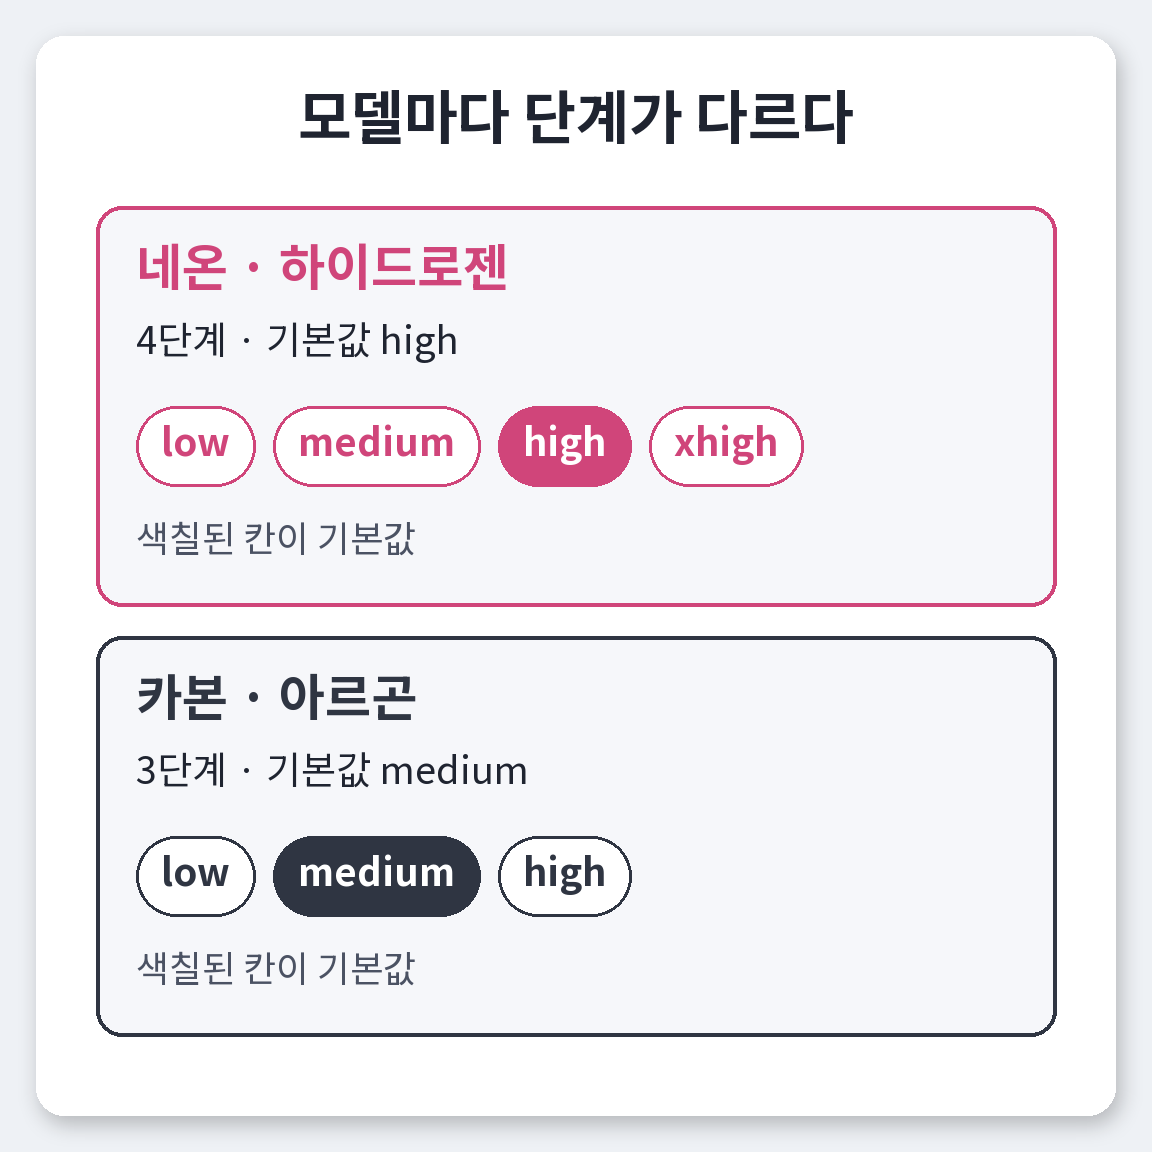 모델마다 단계가 다르다
네온 · 하이드로젠
4단계 · 기본값 high
low medium high xhigh
색칠된 칸이 기본값
카본 · 아르곤
3단계 · 기본값 medium
low medium high
색칠된 칸이 기본값